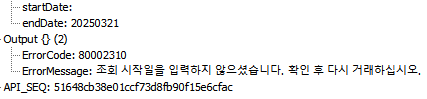 startDate:
endDate: 20250321
Output {} (2)
ErrorCode: 80002310
ErrorMessage: 조회 시작일을 입력하지 않으셨습니다. 확인 후 다시 거래하십시오.
API_SEQ: 51648cb38e01ccf73d8fb90f15e6cfac